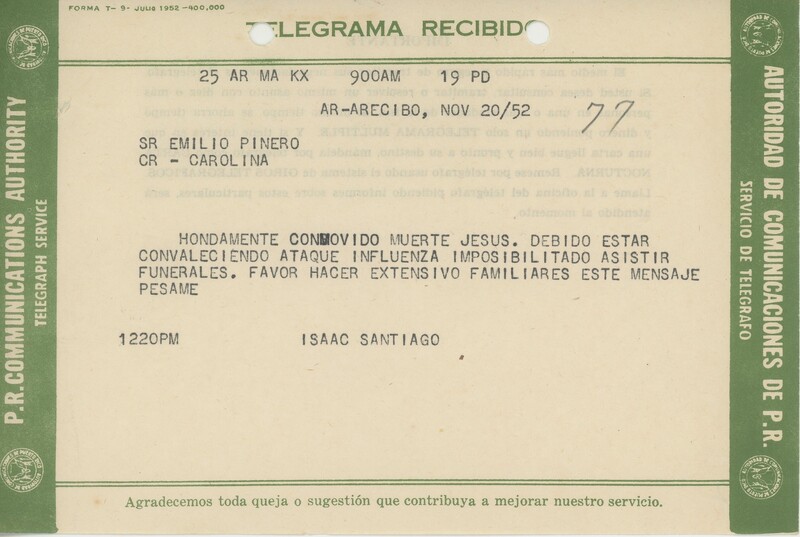 FORMA T- 9- JULIO 1952 -400,000
TELEGRAMA RECIBIDO
25 AR MA KX 900AM 19 PD
AR-ARECIBO, NOV 20/52
77
SR EMILIO PINERO
CR - CAROLINA
HONDAMENTE CONMOVIDO MUERTE JESUS. DEBIDO ESTAR
CONVALECIENDO ATAQUE INFLUENZA IMPOSIBILITADO ASISTIR
FUNERALES. FAVOR HACER EXTENSIVO FAMILIARES ESTE MENSAJE
PESAME
1220PM ISAAC SANTIAGO
Agradecemos toda queja o sugestión que contribuya a mejorar nuestro servicio.
P.R. COMMUNICATIONS AUTHORITY
TELEGRAPH SERVICE
AUTORIDAD DE COMUNICACIONES DE P.R.
SERVICIO DE TELEGRAFO